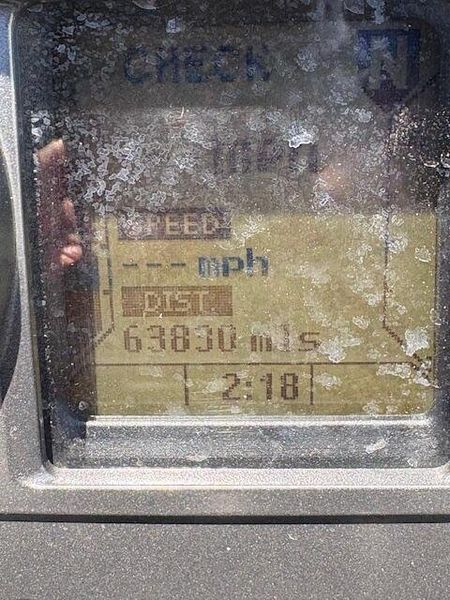 CHECK N
mph
SPEED
---mph
DIST.
63830 mls
2:18